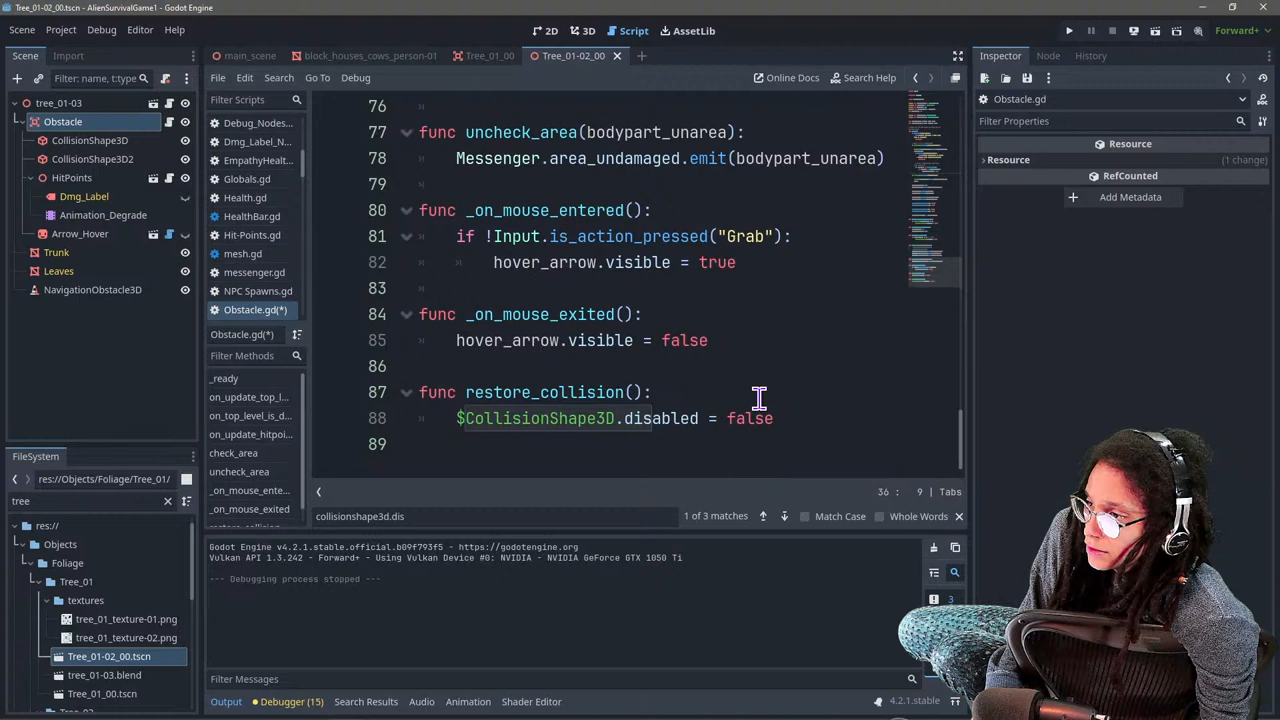 Tree_01-02_00.tscn - AlienSurvivalGame1 - Godot Engine
Scene Project Debug Editor Help
2D 3D Script AssetLib
Forward+
Scene Import
Filter: name, t:type
tree_01-03
Obstacle
CollisionShape3D
CollisionShape3D2
HitPoints
Dmg_Label
Animation_Degrade
Arrow_Hover
Trunk
Leaves
NavigationObstacle3D
FileSystem
res://Objects/Foliage/Tree_01/
tree
res://
Objects
Foliage
Tree_01
textures
tree_01_texture-01.png
tree_01_texture-02.png
Tree_01-02_00.tscn
tree_01-03.blend
Tree_01_00.tscn
main_scene block_houses_cows_person-01 Tree_01_00 Tree_01-02_00
File Edit Search Go To Debug
Online Docs Search Help
Filter Scripts
Debug_Nodes...
Dmg_Label_N...
EmpathyHealt...
Globals.gd
Health.gd
HealthBar.gd
Hit-Points.gd
mesh.gd
messenger.gd
NPC Spawns.gd
Obstacle.gd(*)
Obstacle.gd(*)
Filter Methods
_ready
on_update_top_l...
on_top_level_is_d...
on_update_hitpoi...
check_area
uncheck_area
_on_mouse_ente...
_on_mouse_exited
76
77 func uncheck_area(bodypart_unarea):
78 Messenger.area_undamaged.emit(bodypart_unarea)
79
80 func _on_mouse_entered():
81 if !Input.is_action_pressed("Grab"):
82 hover_arrow.visible = true
83
84 func _on_mouse_exited():
85 hover_arrow.visible = false
86
87 func restore_collision():
88 $CollisionShape3D.disabled = false
89
36 : 9 | Tabs
collisionshape3d.dis
1 of 3 matches Match Case Whole Words
Godot Engine v4.2.1.stable.official.b09f793f5 - https://godotengine.org
Vulkan API 1.3.242 - Forward+ - Using Vulkan Device #0: NVIDIA - NVIDIA GeForce GTX 1050 Ti
--- Debugging process stopped ---
3
Filter Messages
Output Debugger (15) Search Results Audio Animation Shader Editor
4.2.1.stable
Inspector Node History
Obstacle.gd
Filter Properties
Resource
Resource (1 change)
RefCounted
Add Metadata